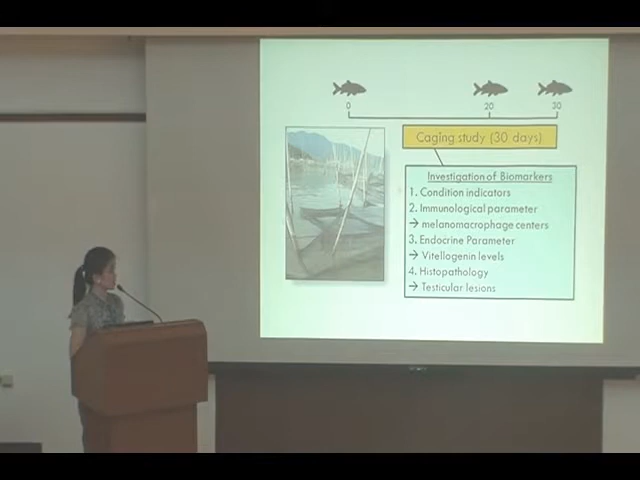 0 20 30
Caging study (30 days)
Investigation of Biomarkers
1. Condition indicators
2. Immunological parameter
→ melanomacrophage centers
3. Endocrine Parameter
→ Vitellogenin levels
4. Histopathology
→ Testicular lesions